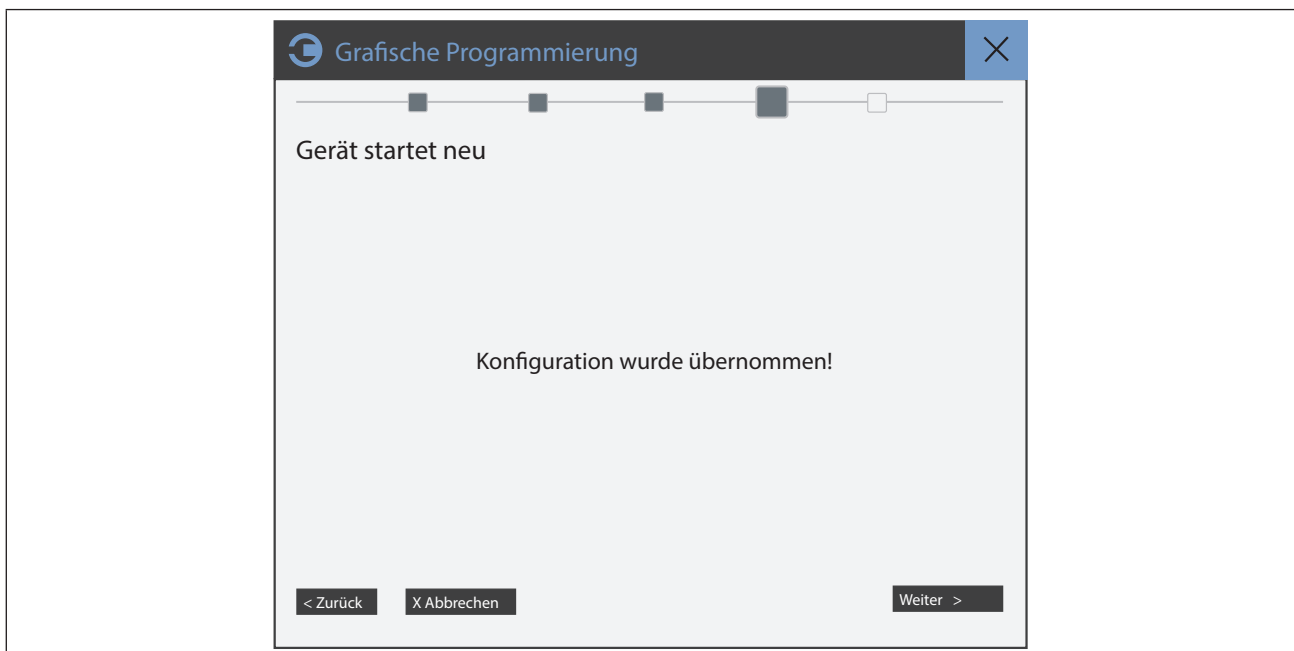 Grafische Programmierung
Gerät startet neu
Konfiguration wurde übernommen!
< Zurück
X Abbrechen
Weiter >